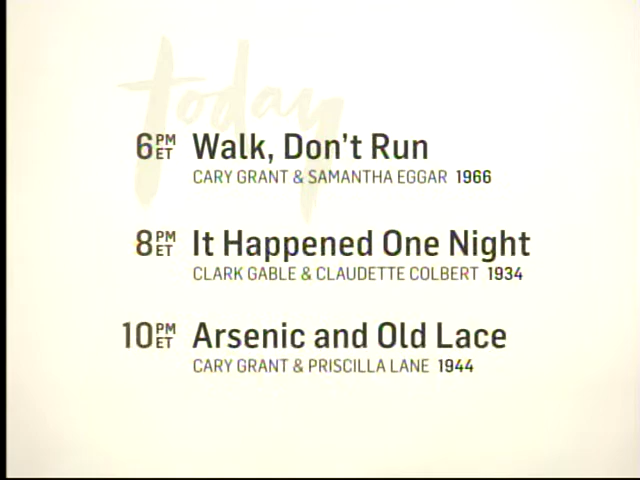 today
6PM ET Walk, Don't Run
CARY GRANT & SAMANTHA EGGAR 1966
8PM ET It Happened One Night
CLARK GABLE & CLAUDETTE COLBERT 1934
10PM ET Arsenic and Old Lace
CARY GRANT & PRISCILLA LANE 1944